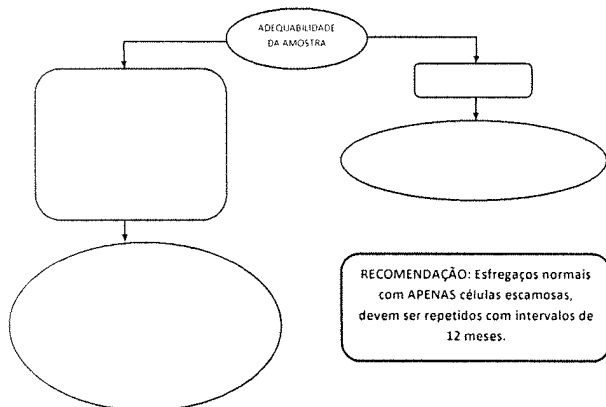 ADEQUABILIDADE
DA AMOSTRA
RECOMENDAÇÃO: Esfregaços normais
com APENAS células escamosas,
devem ser repetidos com intervalos de
12 meses.